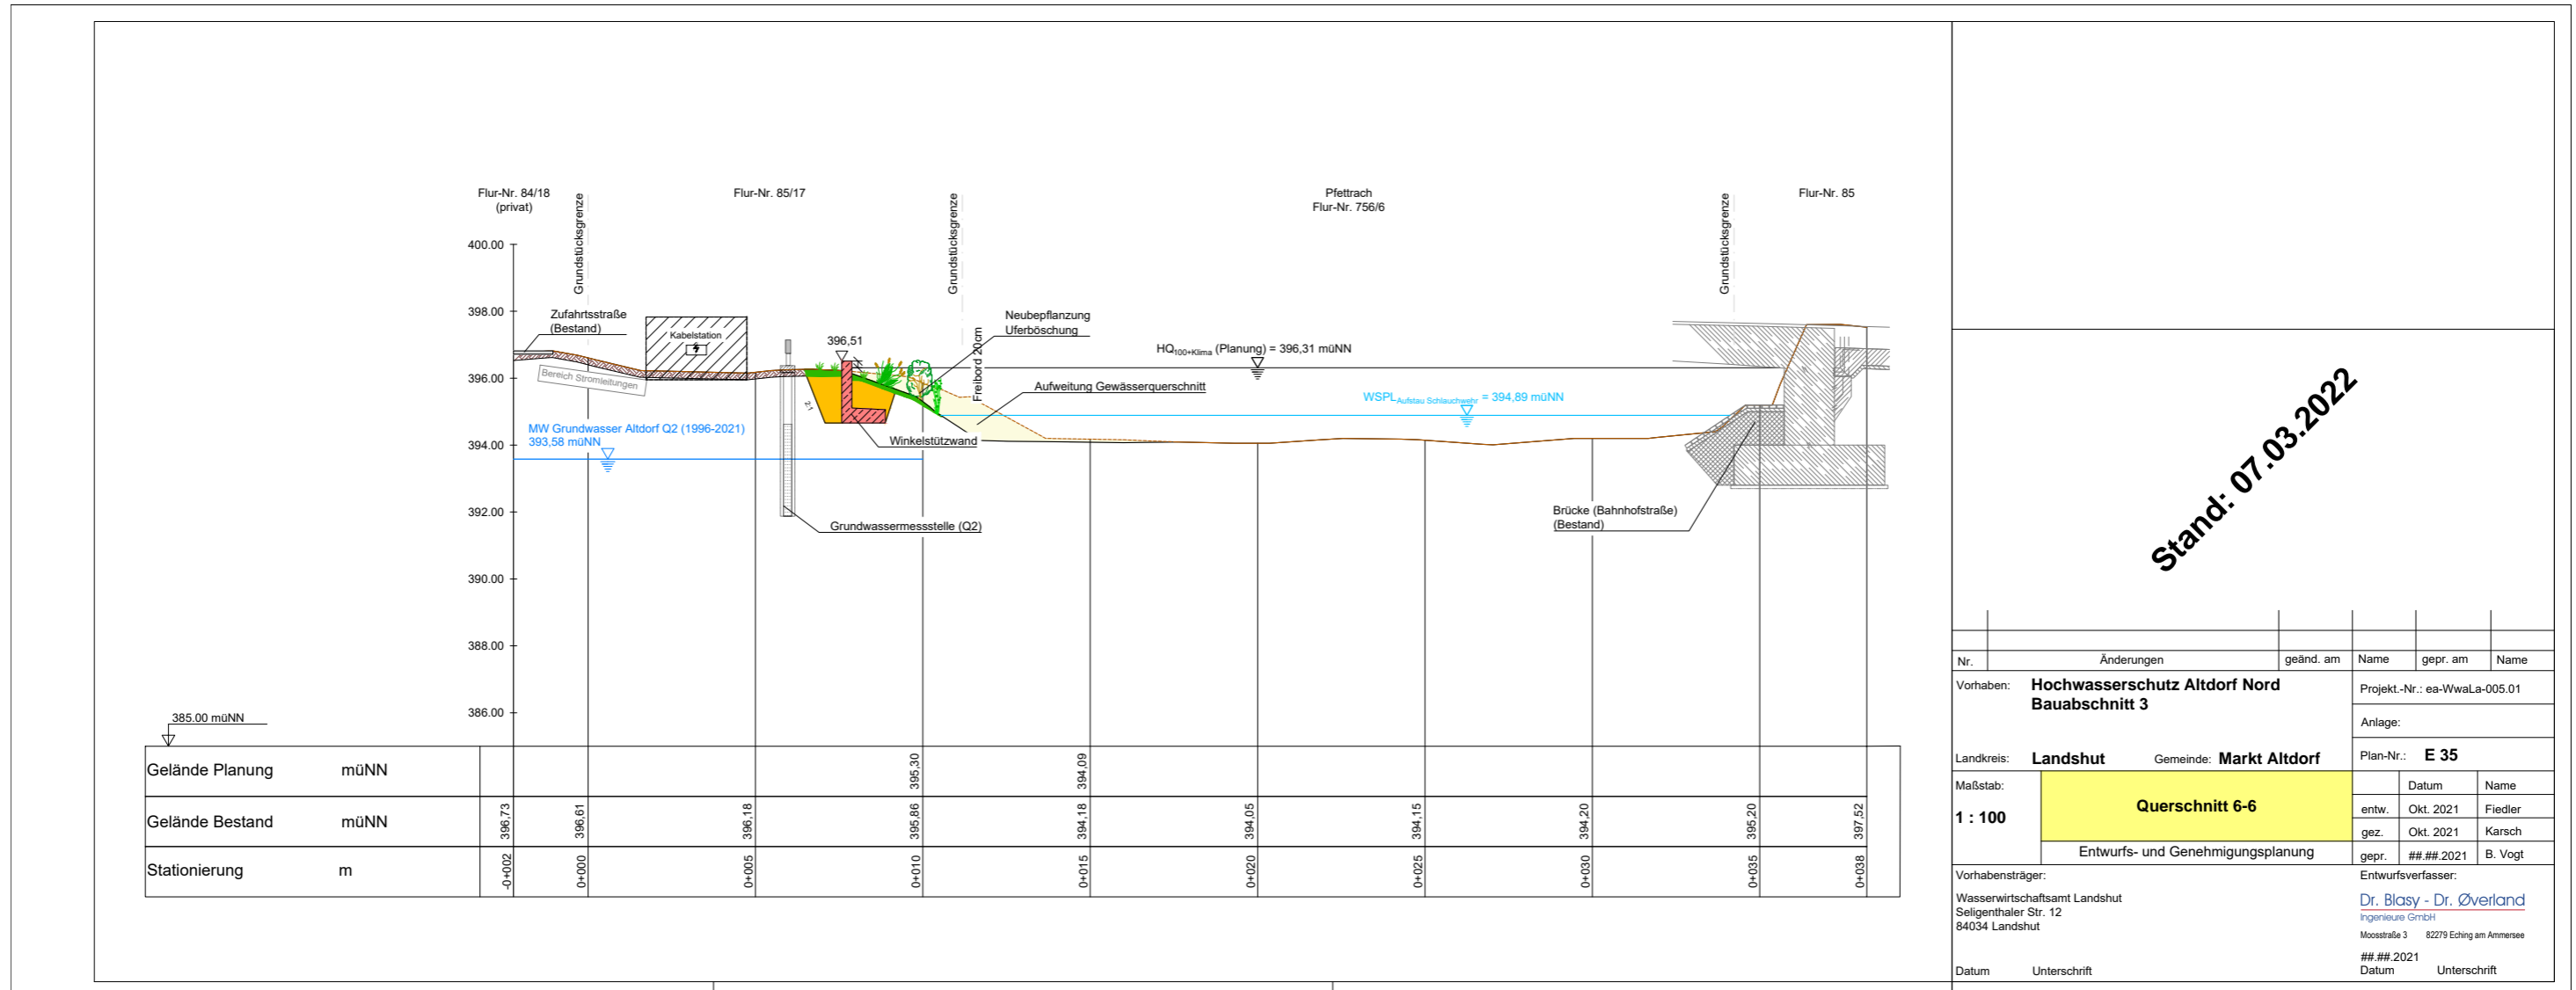 Flur-Nr. 84/18
(privat)
Grundstücksgrenze
Flur-Nr. 85/17
Grundstücksgrenze
Pfettrach
Flur-Nr. 756/6
Grundstücksgrenze
Flur-Nr. 85
400.00
398.00
396.00
394.00
392.00
390.00
388.00
386.00
Zufahrtsstraße
(Bestand)
Kabelstation
Bereich Stromleitungen
396,51
2:1
Freibord 20cm
Neubepflanzung
Uferböschung
HQ100+Klima (Planung) = 396,31 müNN
Aufweitung Gewässerquerschnitt
WSPL Aufstau Schlauchwehr = 394,89 müNN
MW Grundwasser Altdorf Q2 (1996-2021)
393,58 müNN
Winkelstützwand
Grundwassermessstelle (Q2)
Brücke (Bahnhofstraße)
(Bestand)
385.00 müNN
Gelände Planung müNN 395,30 394,09
Gelände Bestand müNN 396,73 396,61 396,18 395,86 394,18 394,05 394,15 394,20 395,20 397,52
Stationierung m -0+002 0+000 0+005 0+010 0+015 0+020 0+025 0+030 0+035 0+038
Stand: 07.03.2022
Nr. Änderungen geänd. am Name gepr. am Name
Vorhaben: Hochwasserschutz Altdorf Nord
Bauabschnitt 3
Projekt.-Nr.: ea-WwaLa-005.01
Anlage:
Landkreis: Landshut Gemeinde: Markt Altdorf
Plan-Nr.: E 35
Maßstab:
1 : 100
Querschnitt 6-6
Entwurfs- und Genehmigungsplanung
Datum Name
entw. Okt. 2021 Fiedler
gez. Okt. 2021 Karsch
gepr. ##.##.2021 B. Vogt
Vorhabensträger:
Wasserwirtschaftsamt Landshut
Seligenthaler Str. 12
84034 Landshut
Datum Unterschrift
Entwurfsverfasser:
Dr. Blasy - Dr. Øverland
Ingenieure GmbH
Moosstraße 3 82279 Eching am Ammersee
##.##.2021
Datum Unterschrift